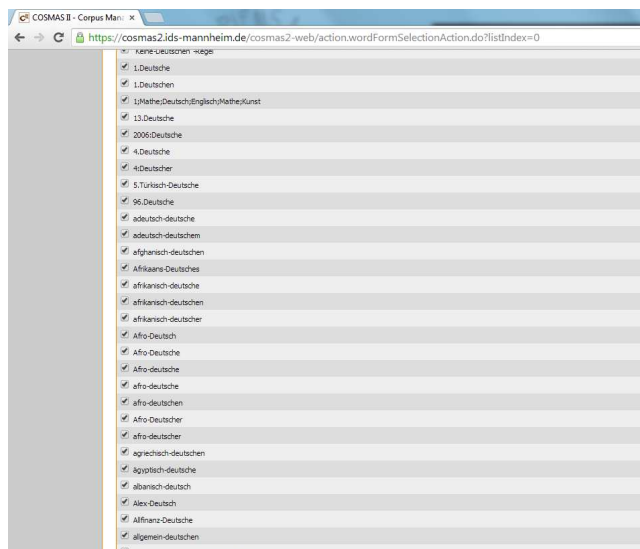 COSMAS II - Corpus Mana
https://cosmas2.ids-mannheim.de/cosmas2-web/action.wordFormSelectionAction.do?listIndex=0
"Keine-Deutschen"-Regel
1.Deutsche
1.Deutschen
1;Mathe;Deutsch;Englisch;Mathe;Kunst
13.Deutsche
2006:Deutsche
4.Deutsche
4:Deutscher
5.Türkisch-Deutsche
96.Deutsche
adeutsch-deutsche
adeutsch-deutschem
afghanisch-deutschen
Afrikaans-Deutsches
afrikanisch-deutsche
afrikanisch-deutschen
afrikanisch-deutscher
Afro-Deutsch
Afro-Deutsche
Afro-deutsche
afro-deutsche
afro-deutschen
Afro-Deutscher
afro-deutscher
agriechisch-deutschen
ägyptisch-deutsche
albanisch-deutsch
Alex-Deutsch
Allfinanz-Deutsche
allgemein-deutschen